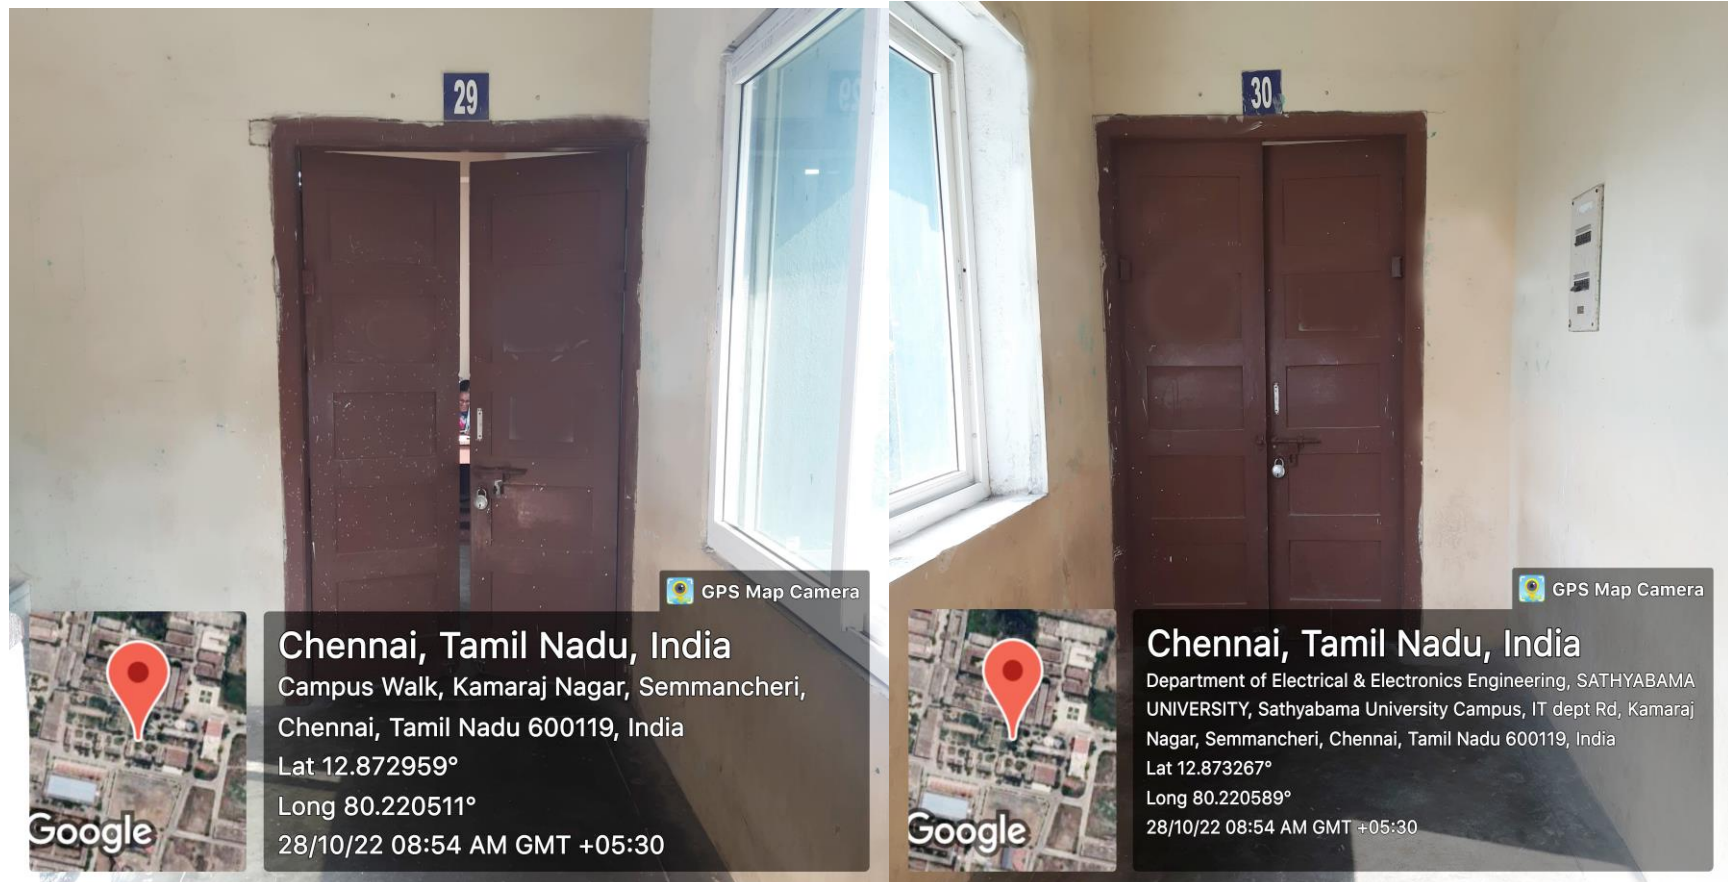 29
GPS Map Camera
Chennai, Tamil Nadu, India
Campus Walk, Kamaraj Nagar, Semmancheri,
Chennai, Tamil Nadu 600119, India
Lat 12.872959°
Long 80.220511°
28/10/22 08:54 AM GMT +05:30
Google
30
GPS Map Camera
Chennai, Tamil Nadu, India
Department of Electrical & Electronics Engineering, SATHYABAMA
UNIVERSITY, Sathyabama University Campus, IT dept Rd, Kamaraj
Nagar, Semmancheri, Chennai, Tamil Nadu 600119, India
Lat 12.873267°
Long 80.220589°
28/10/22 08:54 AM GMT +05:30
Google